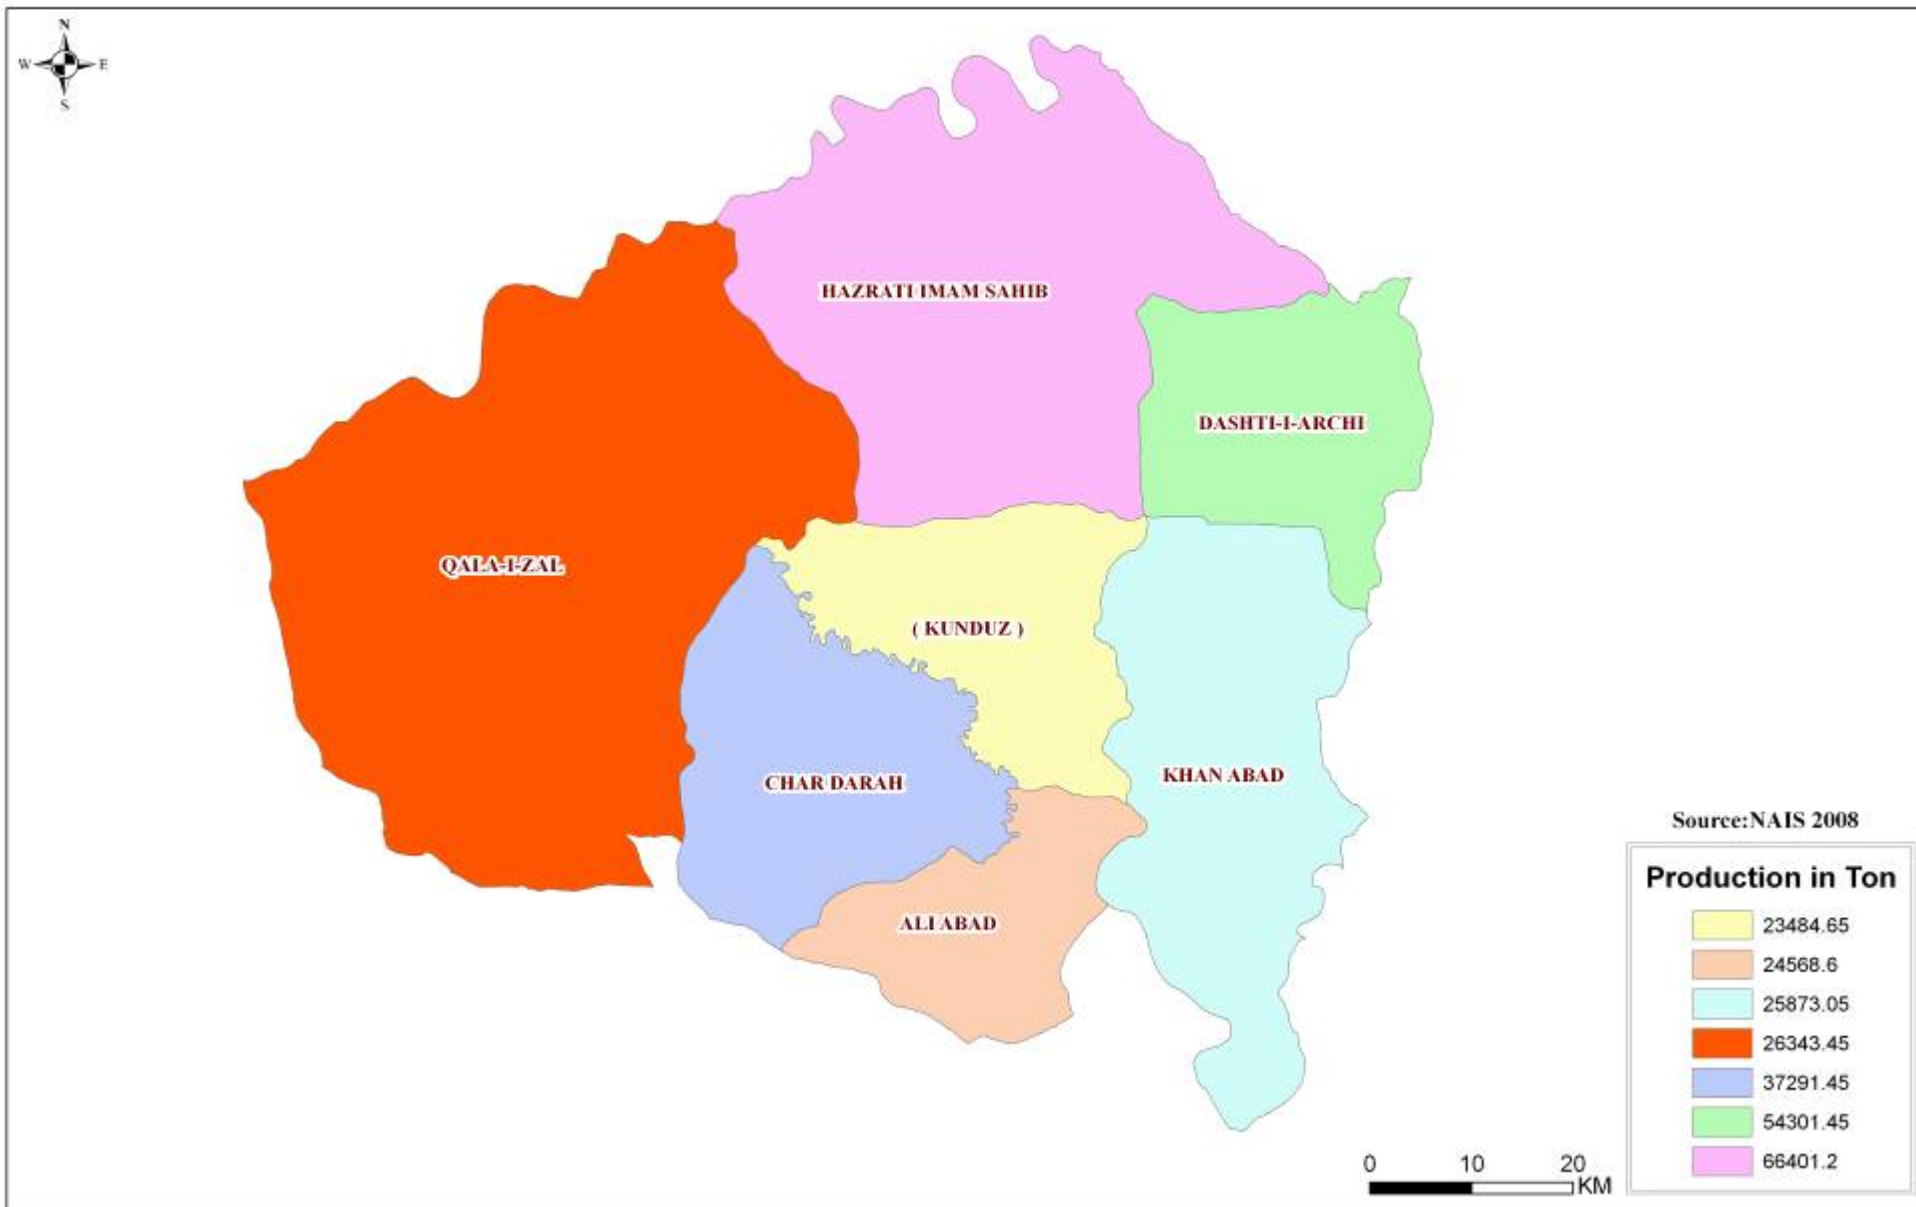 N
W E
S
HAZRATI IMAM SAHIB
DASHTI-I-ARCHI
QALA-I-ZAL
( KUNDUZ )
CHAR DARAH
KHAN ABAD
ALI ABAD
Source:NAIS 2008
Production in Ton
23484.65
24568.6
25873.05
26343.45
37291.45
54301.45
66401.2
0 10 20
KM